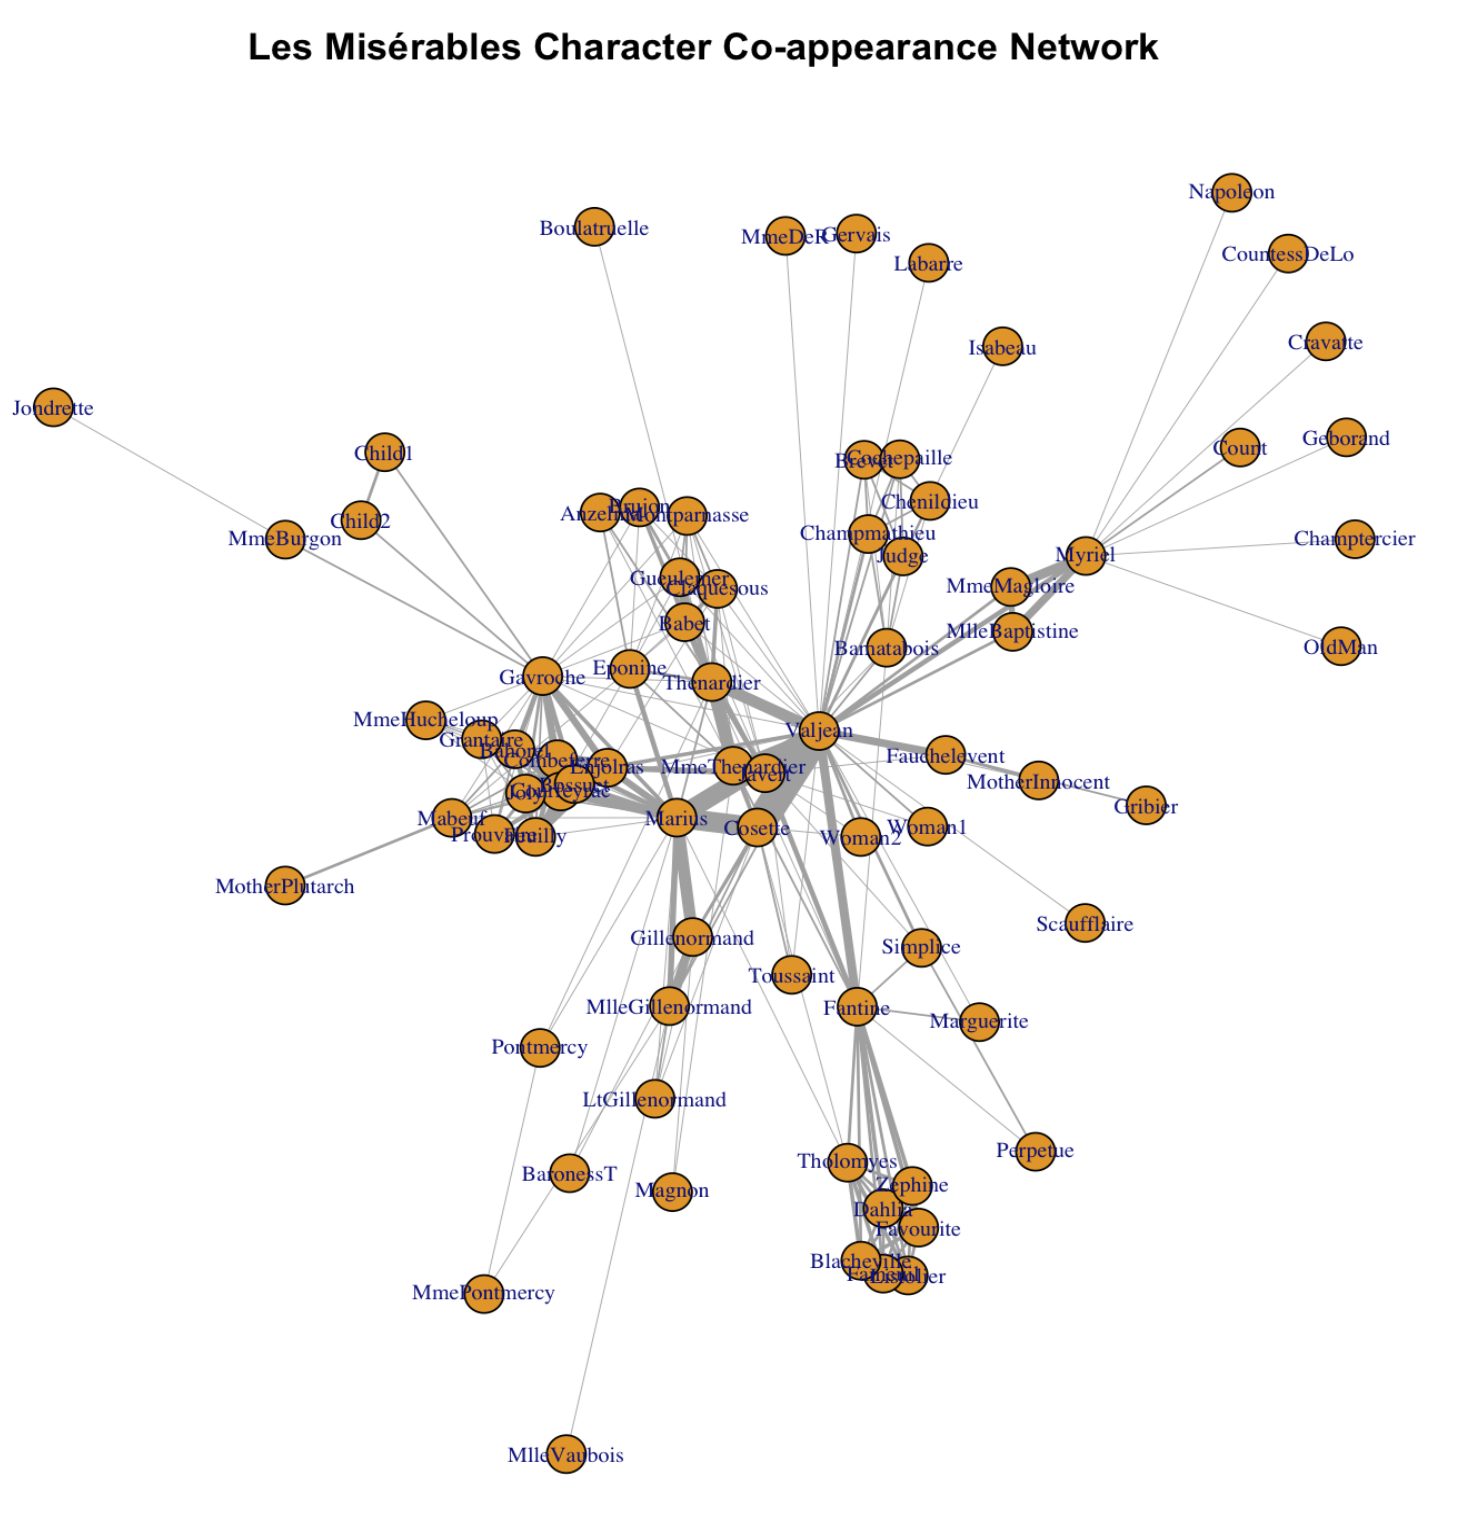 Les Misérables Character Co-appearance Network
Napoleon
Boulatruelle
MmeDeR
Gervais
CountessDeLo
Labarre
Cravatte
Isabeau
Jondrette
Geborand
Count
Child1
Brevet
Cochepaille
Chenildieu
Anzelma
Brujon
Montparnasse
Child2
Champmathieu
MmeBurgon
Champtercier
Judge
Myriel
Gueulemer
Claquesous
MmeMagloire
Babet
MlleBaptistine
Bamatabois
OldMan
Eponine
Gavroche
Thenardier
MmeHucheloup
Valjean
Grantaire
Bahorel
Combeferre
Fauchelevent
Enjolras
MmeThenardier
Javert
MotherInnocent
Bossuet
Joly
Courfeyrac
Gribier
Mabeuf
Marius
Woman1
Cosette
Prouvaire
Feuilly
Woman2
MotherPlutarch
Scaufflaire
Gillenormand
Simplice
Toussaint
MlleGillenormand
Fantine
Marguerite
Pontmercy
LtGillenormand
Perpetue
Tholomyes
BaronessT
Zephine
Magnon
Dahlia
Favourite
Blacheville
Fameuil
Listolier
MmePontmercy
MlleVaubois